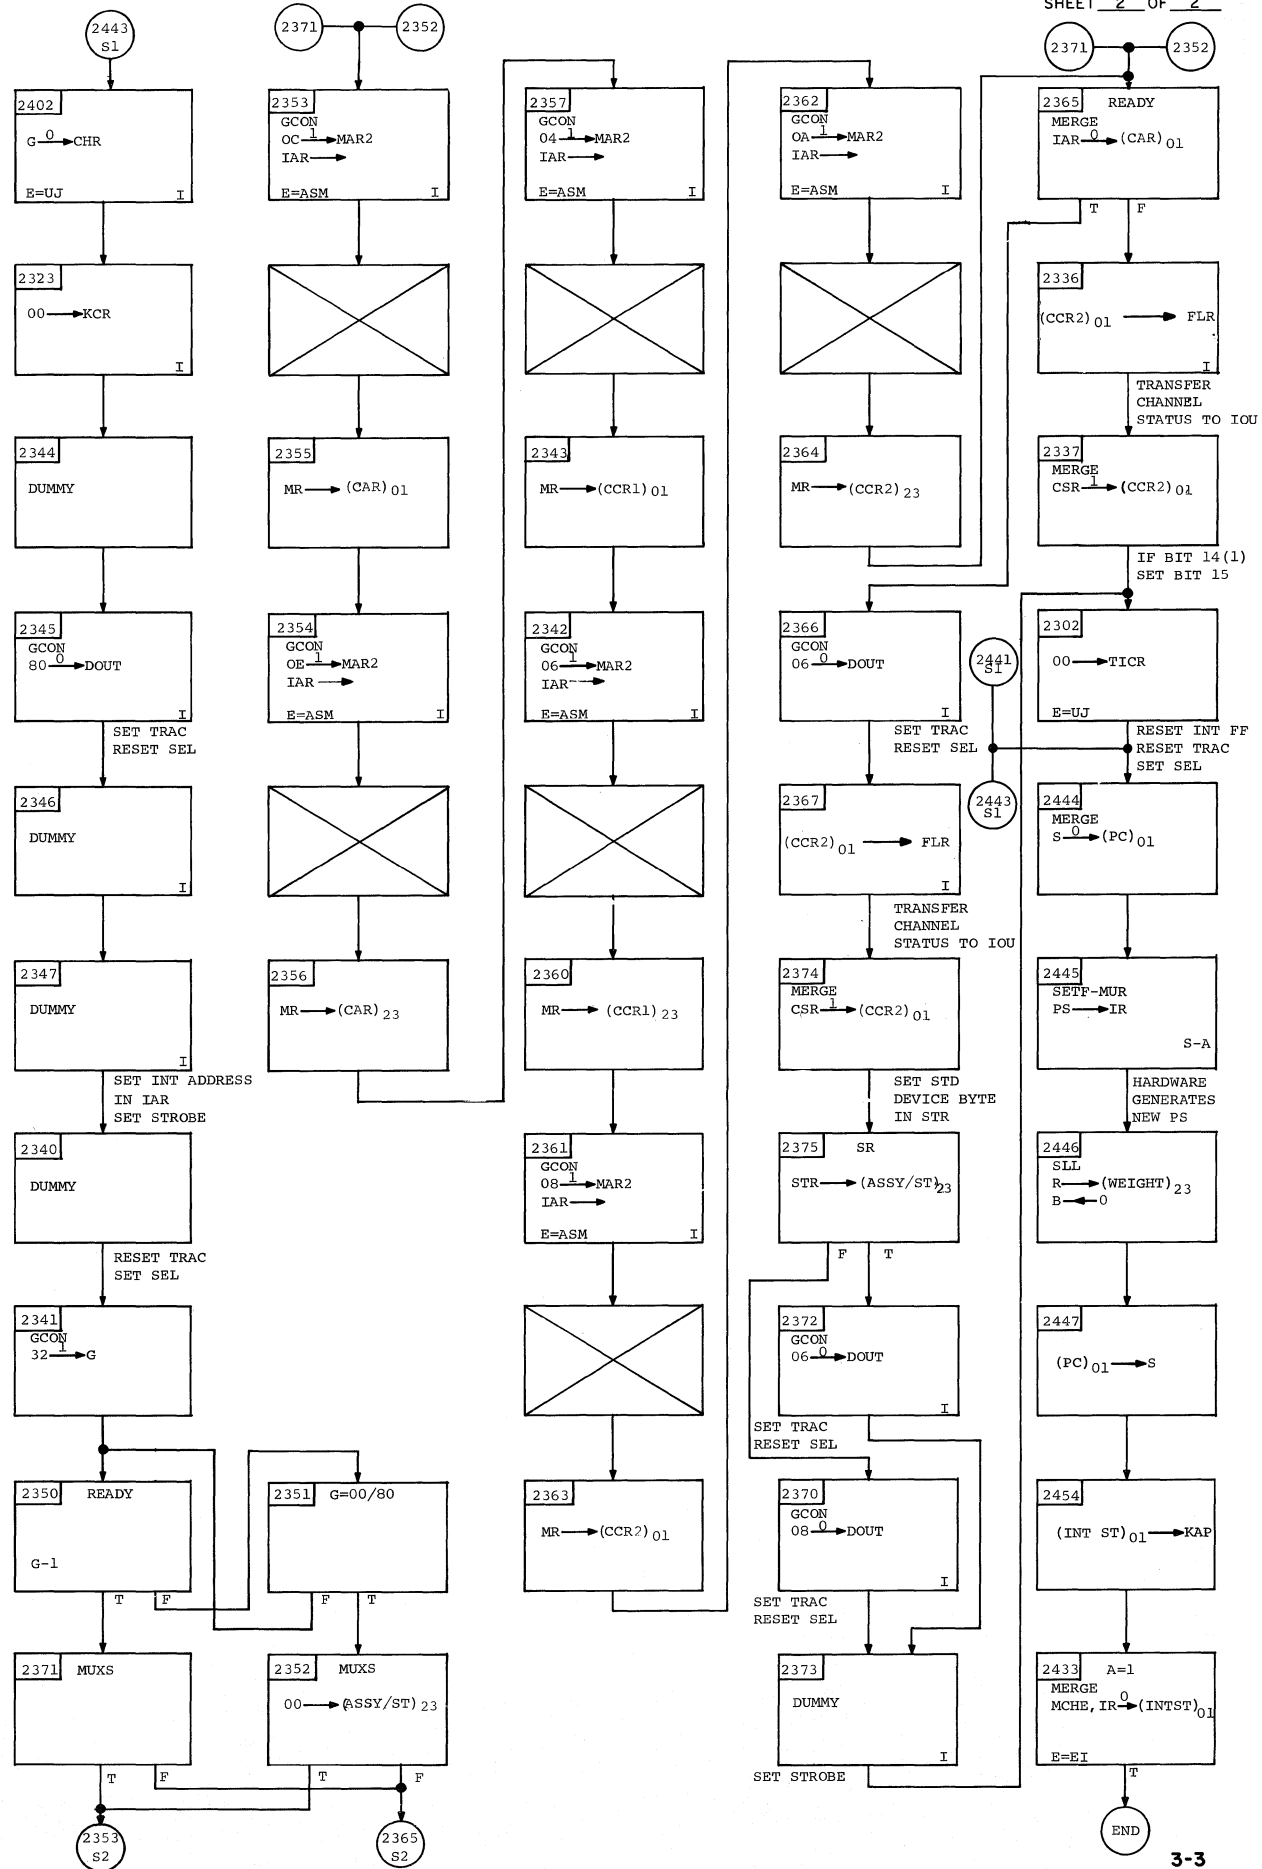 SHEET 2 OF 2
2443
S1
2402
G 0 CHR
E=UJ
I
2323
00 KCR
I
2344
DUMMY
2345
GCON
80 0 DOUT
I
SET TRAC
RESET SEL
2346
DUMMY
I
2347
DUMMY
I
SET INT ADDRESS
IN IAR
SET STROBE
2340
DUMMY
RESET TRAC
SET SEL
2341
GCON
32 1 G
2350
READY
G-1
T F
2371
MUXS
T F
2353
S2
2371
2352
2353
GCON
OC 1 MAR2
IAR
E=ASM
I
2355
MR (CAR)01
2354
GCON
OE 1 MAR2
IAR
E=ASM
I
2356
MR (CAR)23
2351
G=00/80
F T
2352
MUXS
00 (ASSY/ST)23
T F
2365
S2
2357
GCON
04 1 MAR2
IAR
E=ASM
I
2343
MR (CCR1)01
2342
GCON
06 1 MAR2
IAR
E=ASM
I
2360
MR (CCR1)23
2361
GCON
08 1 MAR2
IAR
E=ASM
I
2363
MR (CCR2)01
2362
GCON
OA 1 MAR2
IAR
E=ASM
I
2364
MR (CCR2)23
2366
GCON
06 0 DOUT
I
SET TRAC
RESET SEL
2367
(CCR2)01 FLR
I
TRANSFER
CHANNEL
STATUS TO IOU
2374
MERGE
CSR 1 (CCR2)01
SET STD
DEVICE BYTE
IN STR
2375
SR
STR (ASSY/ST)23
F T
2372
GCON
06 0 DOUT
I
SET TRAC
RESET SEL
2370
GCON
08 0 DOUT
I
SET TRAC
RESET SEL
2373
DUMMY
I
SET STROBE
2371
2352
2365
READY
MERGE
IAR 0 (CAR)01
T F
2336
(CCR2)01 FLR
I
TRANSFER
CHANNEL
STATUS TO IOU
2337
MERGE
CSR 1 (CCR2)01
IF BIT 14(1)
SET BIT 15
2302
00 TICR
E=UJ
2441
S1
RESET INT FF
RESET TRAC
SET SEL
2443
S1
2444
MERGE
S 0 (PC)01
2445
SETF-MUR
PS IR
S-A
HARDWARE
GENERATES
NEW PS
2446
SLL
R (WEIGHT)23
B 0
2447
(PC)01 S
2454
(INT ST)01 KAP
2433
A=1
MERGE
MCHE,IR 0 (INTST)01
E=EI
T
END
3-3